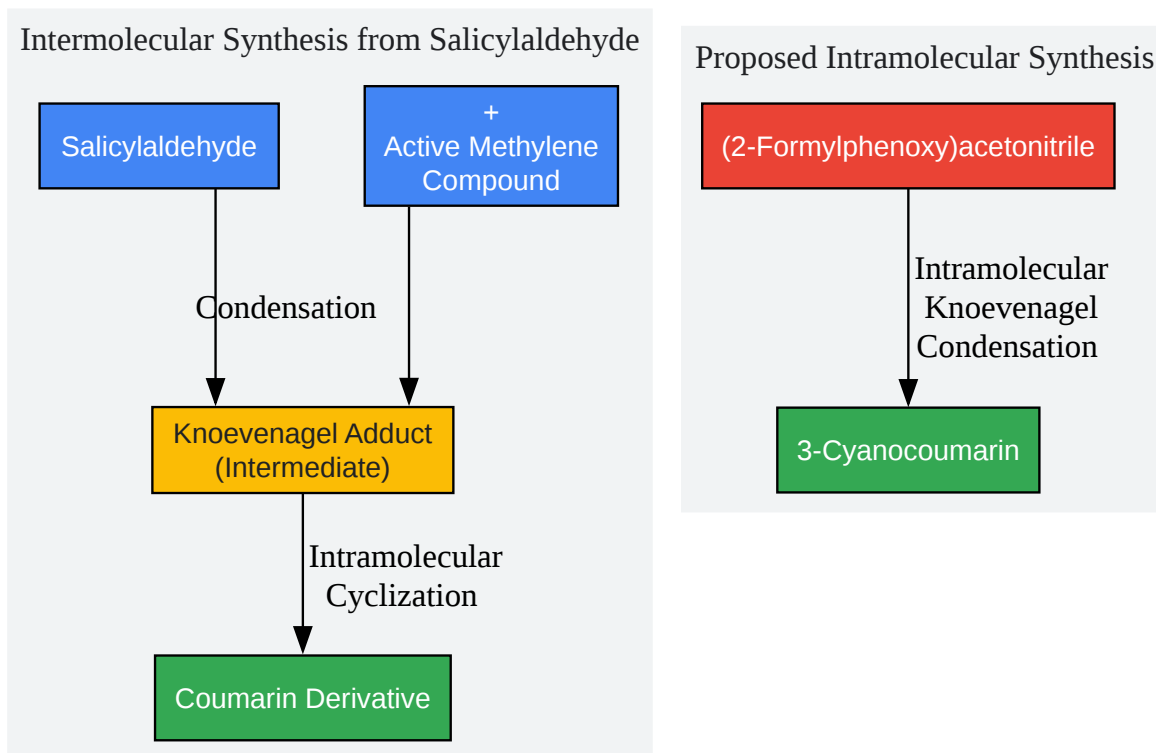 Intermolecular Synthesis from Salicylaldehyde
Salicylaldehyde
+
Active Methylene
Compound
Condensation
Knoevenagel Adduct
(Intermediate)
Intramolecular
Cyclization
Coumarin Derivative
Proposed Intramolecular Synthesis
(2-Formylphenoxy)acetonitrile
Intramolecular
Knoevenagel
Condensation
3-Cyanocoumarin